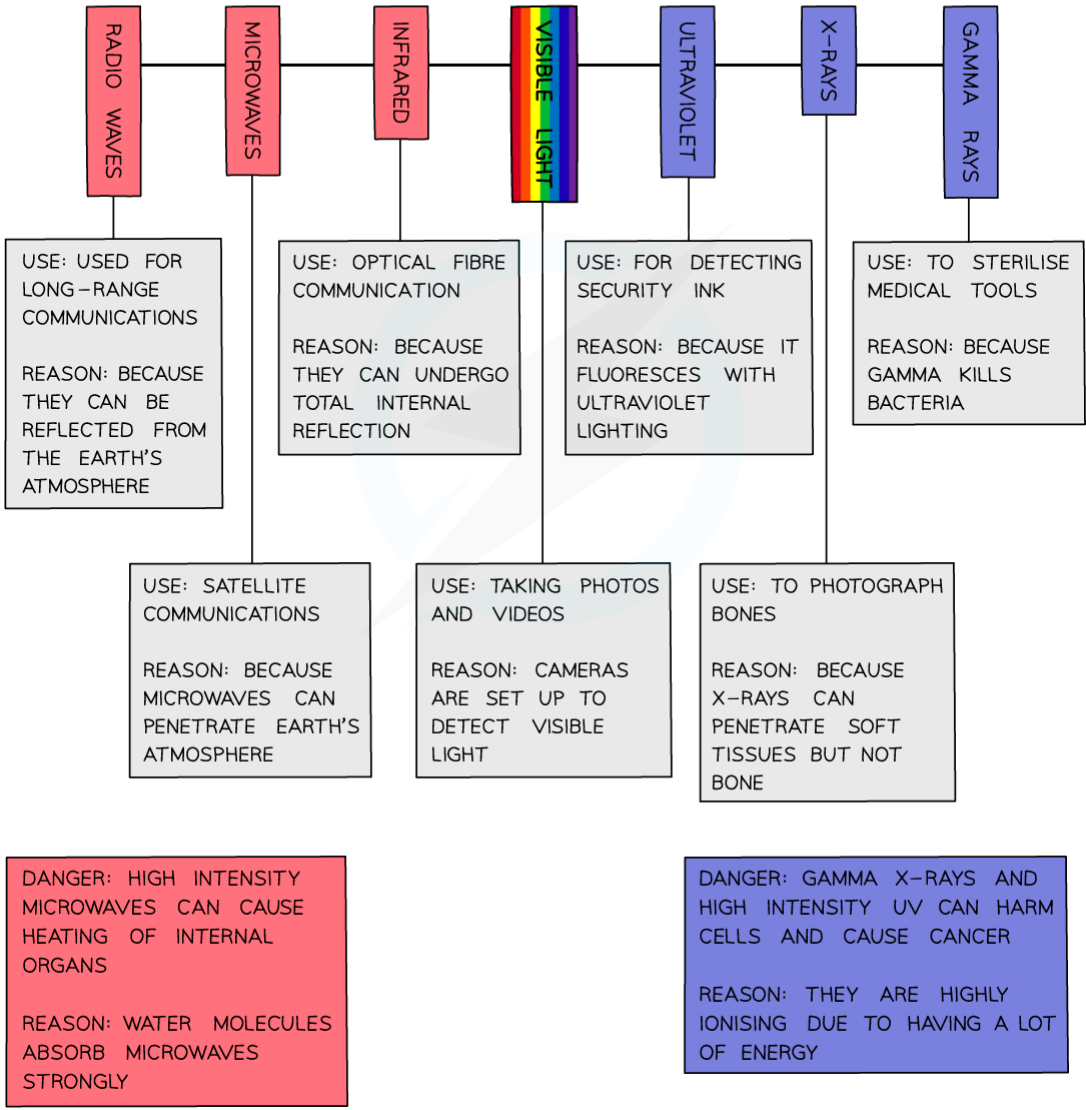 RADIO WAVES
MICROWAVES
INFRARED
VISIBLE LIGHT
ULTRAVIOLET
X-RAYS
GAMMA RAYS
USE: USED FOR
LONG-RANGE
COMMUNICATIONS
REASON: BECAUSE
THEY CAN BE
REFLECTED FROM
THE EARTH'S
ATMOSPHERE
USE: OPTICAL FIBRE
COMMUNICATION
REASON: BECAUSE
THEY CAN UNDERGO
TOTAL INTERNAL
REFLECTION
USE: FOR DETECTING
SECURITY INK
REASON: BECAUSE IT
FLUORESCES WITH
ULTRAVIOLET
LIGHTING
USE: TO STERILISE
MEDICAL TOOLS
REASON: BECAUSE
GAMMA KILLS
BACTERIA
USE: SATELLITE
COMMUNICATIONS
REASON: BECAUSE
MICROWAVES CAN
PENETRATE EARTH'S
ATMOSPHERE
USE: TAKING PHOTOS
AND VIDEOS
REASON: CAMERAS
ARE SET UP TO
DETECT VISIBLE
LIGHT
USE: TO PHOTOGRAPH
BONES
REASON: BECAUSE
X-RAYS CAN
PENETRATE SOFT
TISSUES BUT NOT
BONE
DANGER: HIGH INTENSITY
MICROWAVES CAN CAUSE
HEATING OF INTERNAL
ORGANS
REASON: WATER MOLECULES
ABSORB MICROWAVES
STRONGLY
DANGER: GAMMA X-RAYS AND
HIGH INTENSITY UV CAN HARM
CELLS AND CAUSE CANCER
REASON: THEY ARE HIGHLY
IONISING DUE TO HAVING A LOT
OF ENERGY